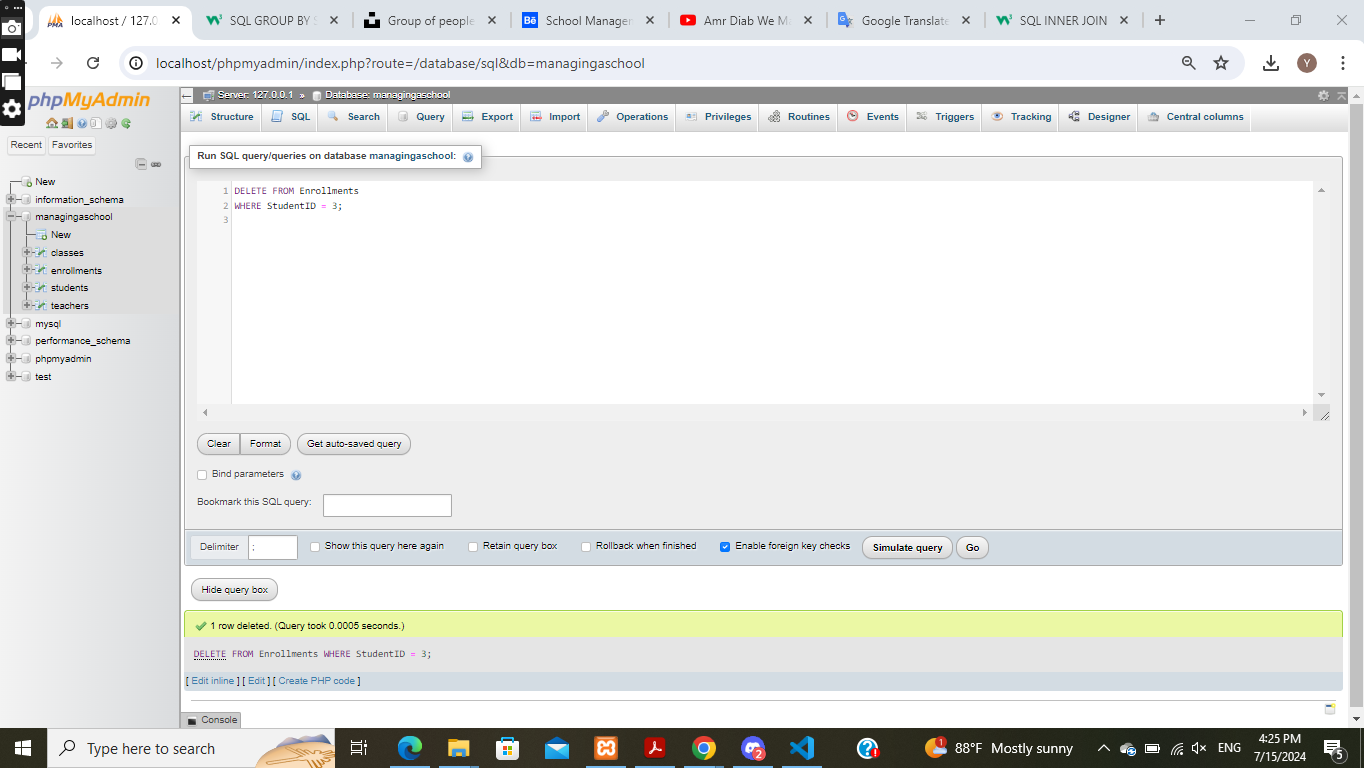 localhost / 127.0
SQL GROUP BY S
Group of people
Bē
School Manager
Amr Diab We M
Google Translate
SQL INNER JOIN
localhost/phpmyadmin/index.php?route=/database/sql&db=managingaschool
Y
phpMyAdmin
Recent
Favorites
New
information_schema
managingaschool
New
classes
enrollments
students
teachers
mysql
performance_schema
phpmyadmin
test
Server: 127.0.0.1 » Database: managingaschool
Structure
SQL
Search
Query
Export
Import
Operations
Privileges
Routines
Events
Triggers
Tracking
Designer
Central columns
Run SQL query/queries on database managingaschool:
1 DELETE FROM Enrollments
2 WHERE StudentID = 3;
3
Clear
Format
Get auto-saved query
Bind parameters
Bookmark this SQL query:
Delimiter ;
Show this query here again
Retain query box
Rollback when finished
Enable foreign key checks
Simulate query
Go
Hide query box
1 row deleted. (Query took 0.0005 seconds.)
DELETE FROM Enrollments WHERE StudentID = 3;
[ Edit inline ] [ Edit ] [ Create PHP code ]
Console
Type here to search
2
1
88°F Mostly sunny
ENG
4:25 PM
7/15/2024
5